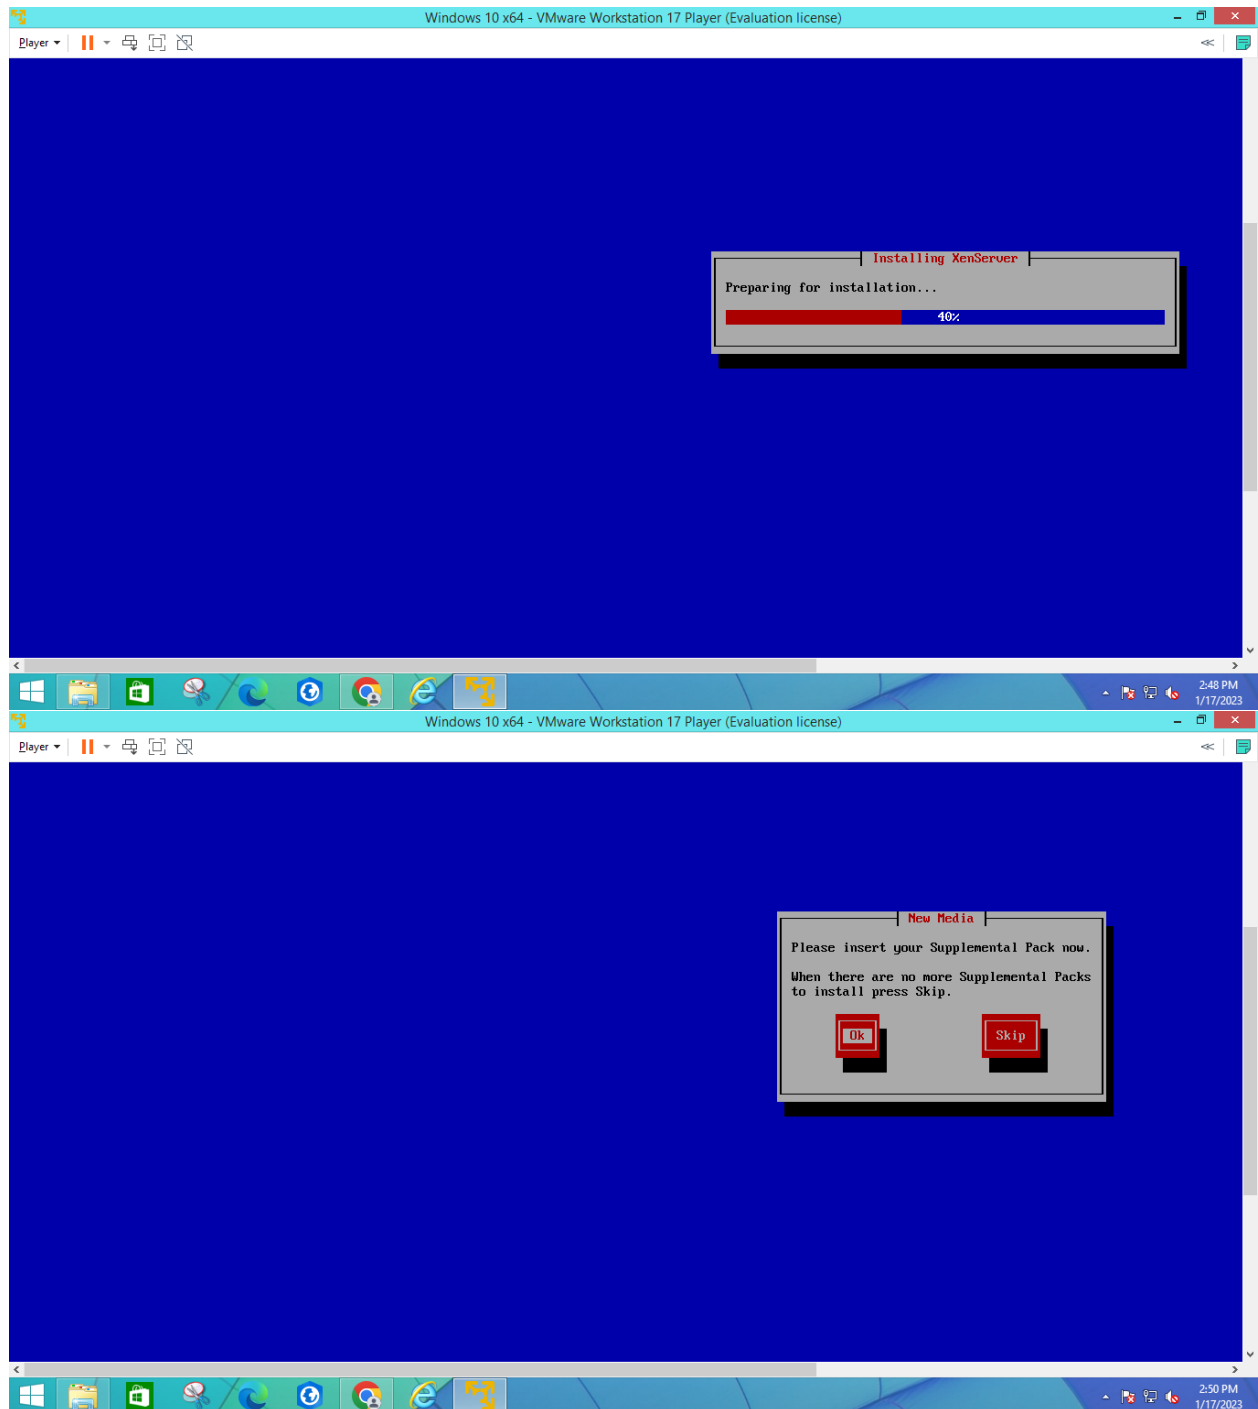 Windows 10 x64 - VMware Workstation 17 Player (Evaluation license)
Player
Installing XenServer
Preparing for installation...
40%
2:48 PM
1/17/2023
Windows 10 x64 - VMware Workstation 17 Player (Evaluation license)
Player
New Media
Please insert your Supplemental Pack now.
When there are no more Supplemental Packs
to install press Skip.
Ok Skip
2:50 PM
1/17/2023